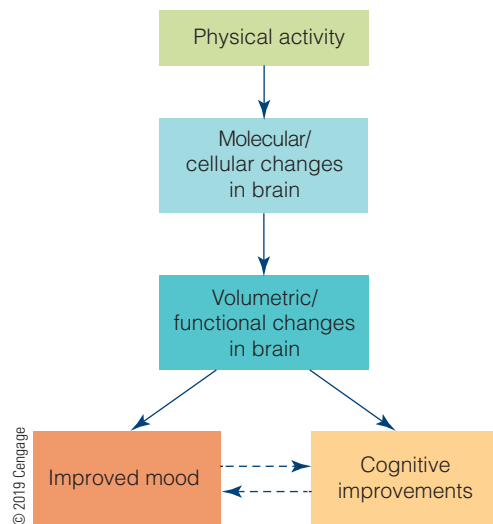 Physical activity
Molecular/
cellular changes
in brain
Volumetric/
functional changes
in brain
Improved mood
Cognitive
improvements
© 2019 Cengage